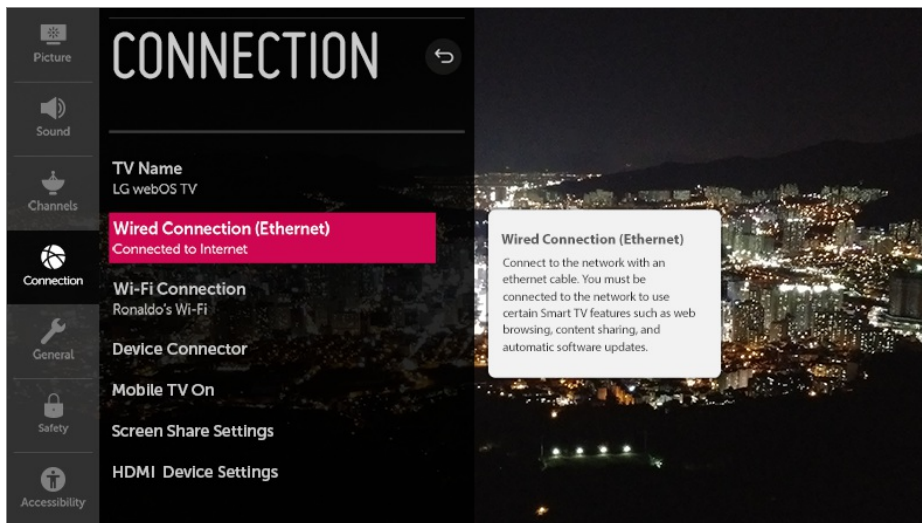 Picture
Sound
Channels
Connection
General
Safety
Accessibility
CONNECTION
TV Name
LG webOS TV
Wired Connection (Ethernet)
Connected to Internet
Wi-Fi Connection
Ronaldo's Wi-Fi
Device Connector
Mobile TV On
Screen Share Settings
HDMI Device Settings
Wired Connection (Ethernet)
Connect to the network with an
ethernet cable. You must be
connected to the network to use
certain Smart TV features such as web
browsing, content sharing, and
automatic software updates.